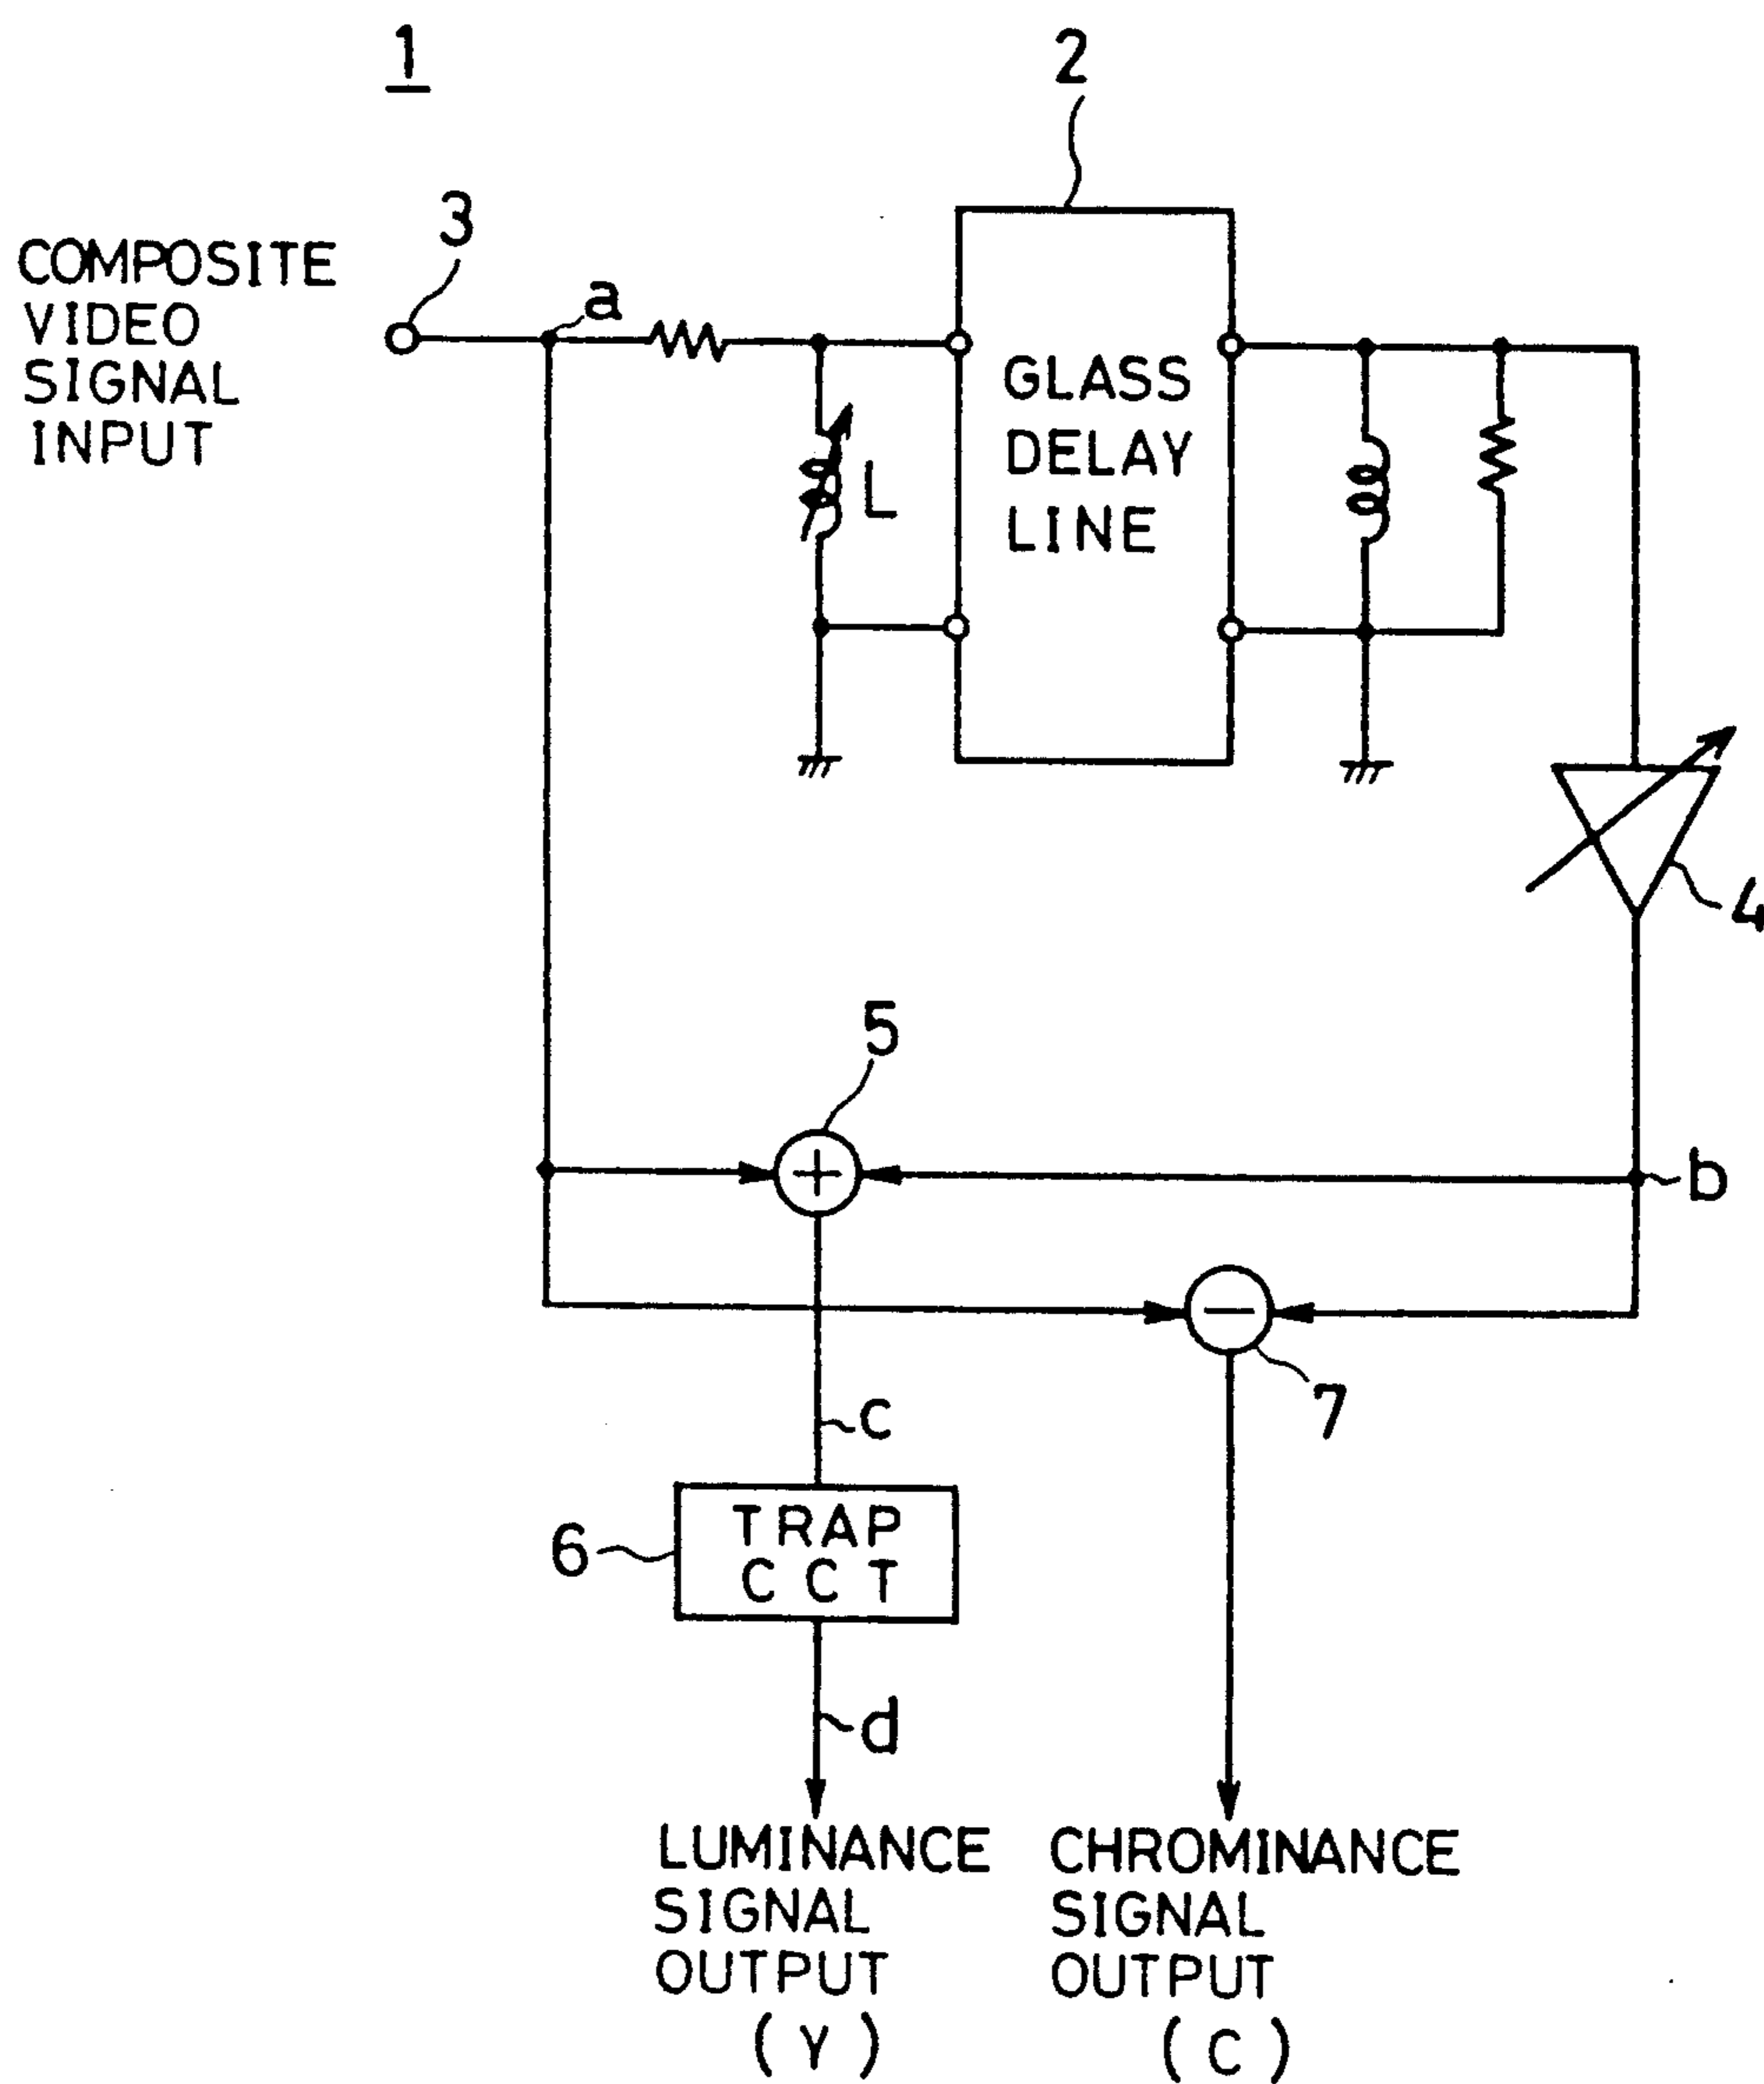 1
2
3
COMPOSITE
VIDEO
SIGNAL
INPUT
a
L
GLASS
DELAY
LINE
4
5
+
b
−
7
c
6
TRAP
CCT
d
LUMINANCE
SIGNAL
OUTPUT
(Y)
CHROMINANCE
SIGNAL
OUTPUT
(C)